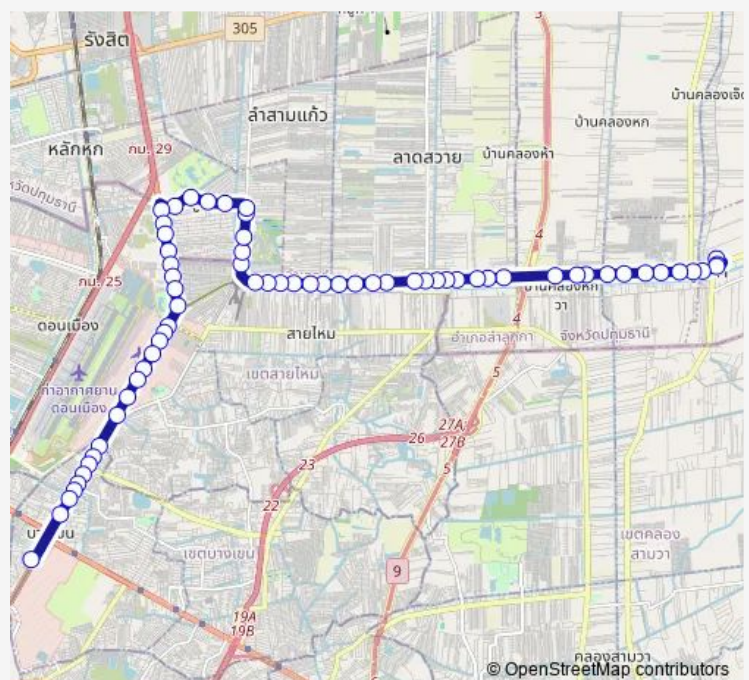 3
305
รังสิต
บ้านคลองเจ็ด
ลำสามแก้ว
บ้านคลองหก
กม. 29
หลักหก
ลาดสวาย
บ้านคลองห้า
4
กม. 25
ดอนเมือง
วา
4
สายไหม
อำเภอลำลูกกา
จังหวัดปทุมธานี
ท่าอากาศยาน
ดอนเมือง
เขตสายไหม
5
5
27A
27B
26
5
23
22
เขตบางเขน
เขตคลอง
สามวา
9
19A
19B
คลองสามวา
6
© OpenStreetMap contributors